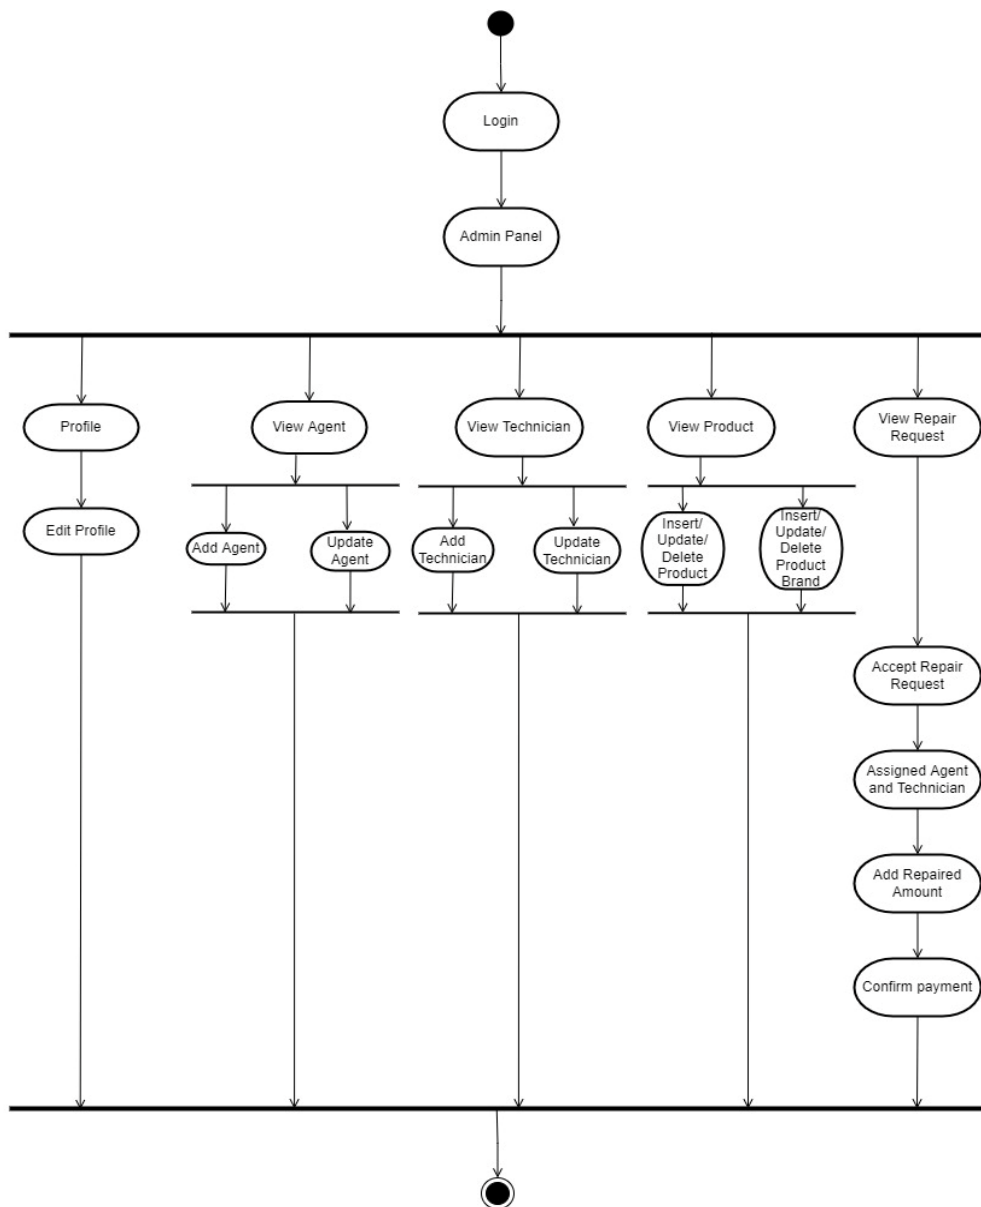 Login
Admin Panel
Profile
View Agent
View Technician
View Product
View Repair
Request
Edit Profile
Add Agent
Update
Agent
Add
Technician
Update
Technician
Insert/
Update/
Delete
Product
Insert/
Update/
Delete
Product
Brand
Accept Repair
Request
Assigned Agent
and Technician
Add Repaired
Amount
Confirm payment